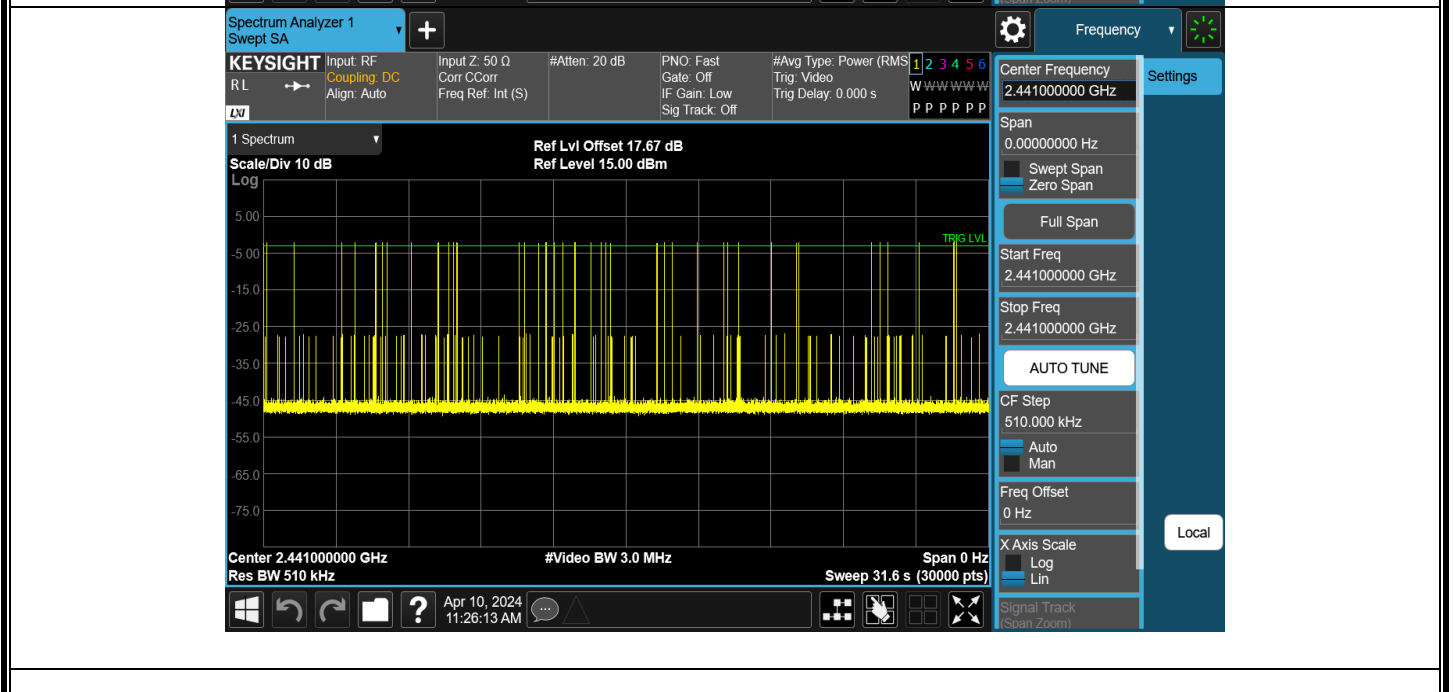 (Span Zoom)
Spectrum Analyzer 1
Swept SA
Frequency
KEYSIGHT
R L
LXI
Input: RF
Coupling: DC
Align: Auto
Input Z: 50 Ω
Corr CCorr
Freq Ref: Int (S)
#Atten: 20 dB
PNO: Fast
Gate: Off
IF Gain: Low
Sig Track: Off
#Avg Type: Power (RMS
Trig: Video
Trig Delay: 0.000 s
1 2 3 4 5 6
W W W W W W
P P P P P P
Center Frequency
2.441000000 GHz
Settings
Span
0.00000000 Hz
Swept Span
Zero Span
Full Span
Start Freq
2.441000000 GHz
Stop Freq
2.441000000 GHz
AUTO TUNE
CF Step
510.000 kHz
Auto
Man
Freq Offset
0 Hz
X Axis Scale
Log
Lin
Signal Track
(Span Zoom)
Local
1 Spectrum
Scale/Div 10 dB
Ref Lvl Offset 17.67 dB
Ref Level 15.00 dBm
Log
5.00
TRIG LVL
-5.00
-15.0
-25.0
-35.0
-45.0
-55.0
-65.0
-75.0
Center 2.441000000 GHz
#Video BW 3.0 MHz
Span 0 Hz
Res BW 510 kHz
Sweep 31.6 s (30000 pts)
?
Apr 10, 2024
11:26:13 AM